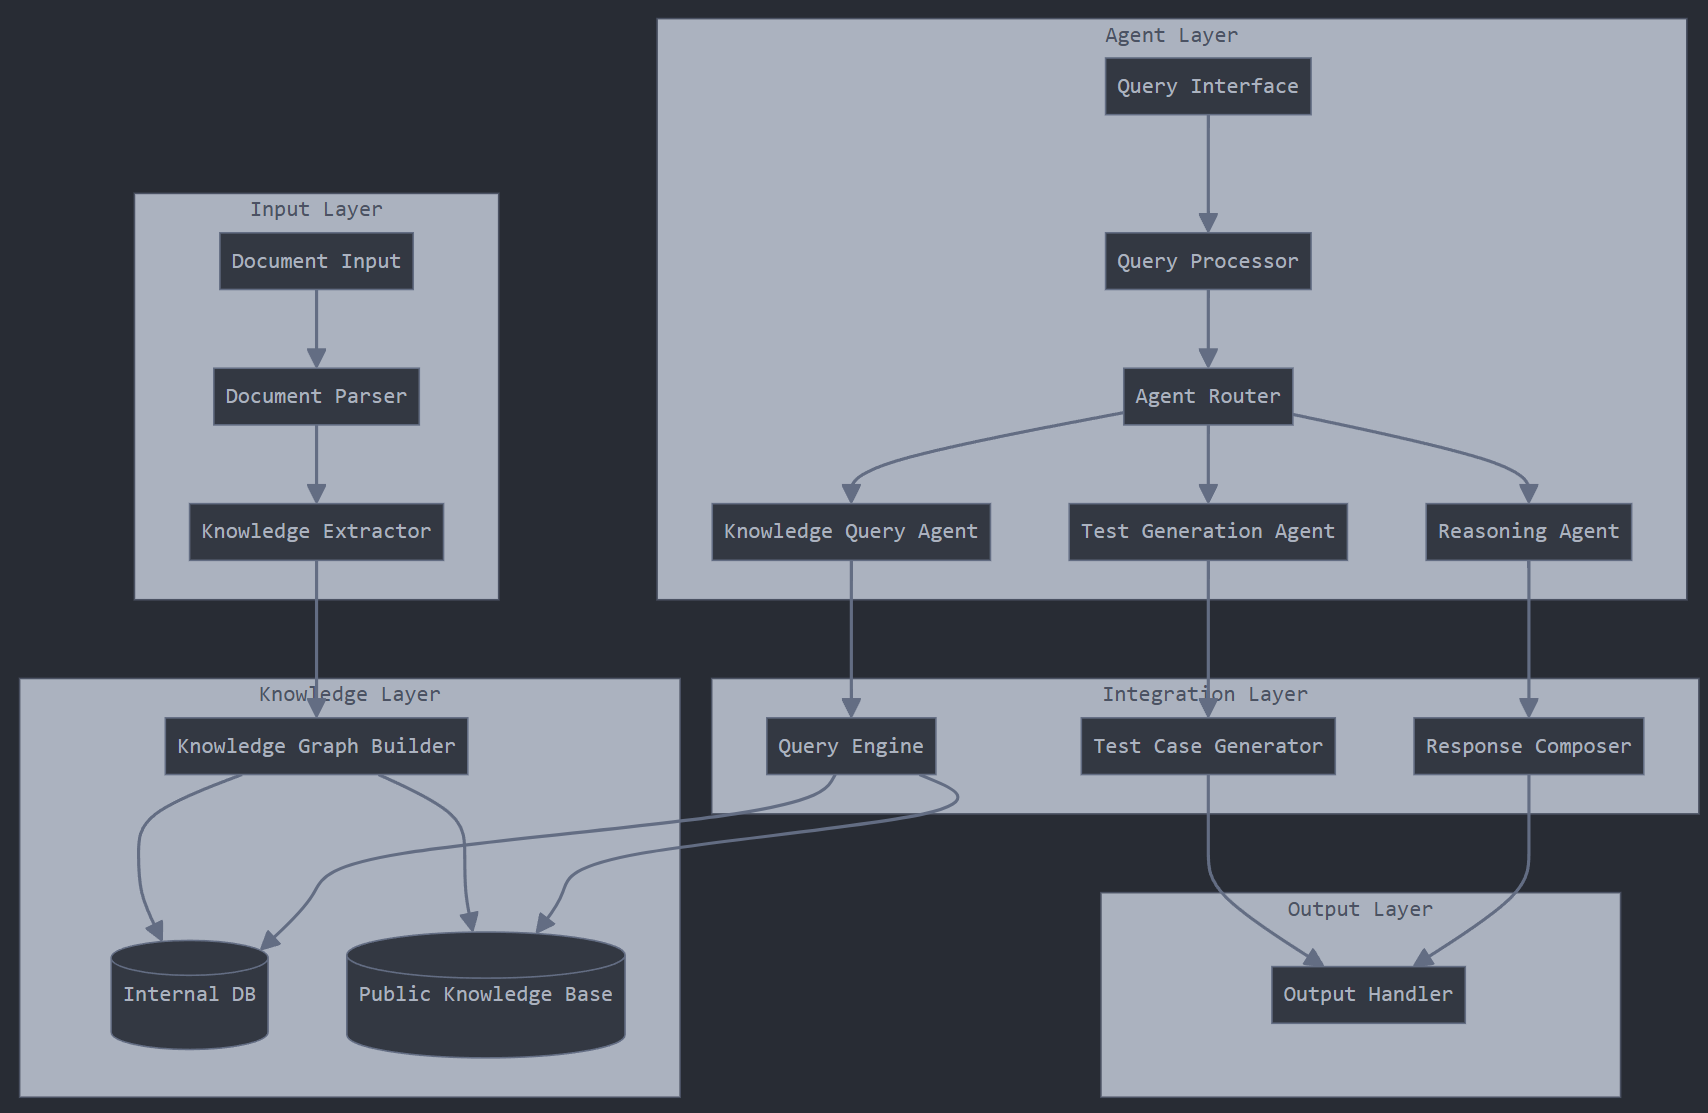 Agent Layer
Query Interface
Input Layer
Document Input
Query Processor
Document Parser
Agent Router
Knowledge Extractor
Knowledge Query Agent
Test Generation Agent
Reasoning Agent
Knowledge Layer
Integration Layer
Knowledge Graph Builder
Query Engine
Test Case Generator
Response Composer
Output Layer
Internal DB
Public Knowledge Base
Output Handler